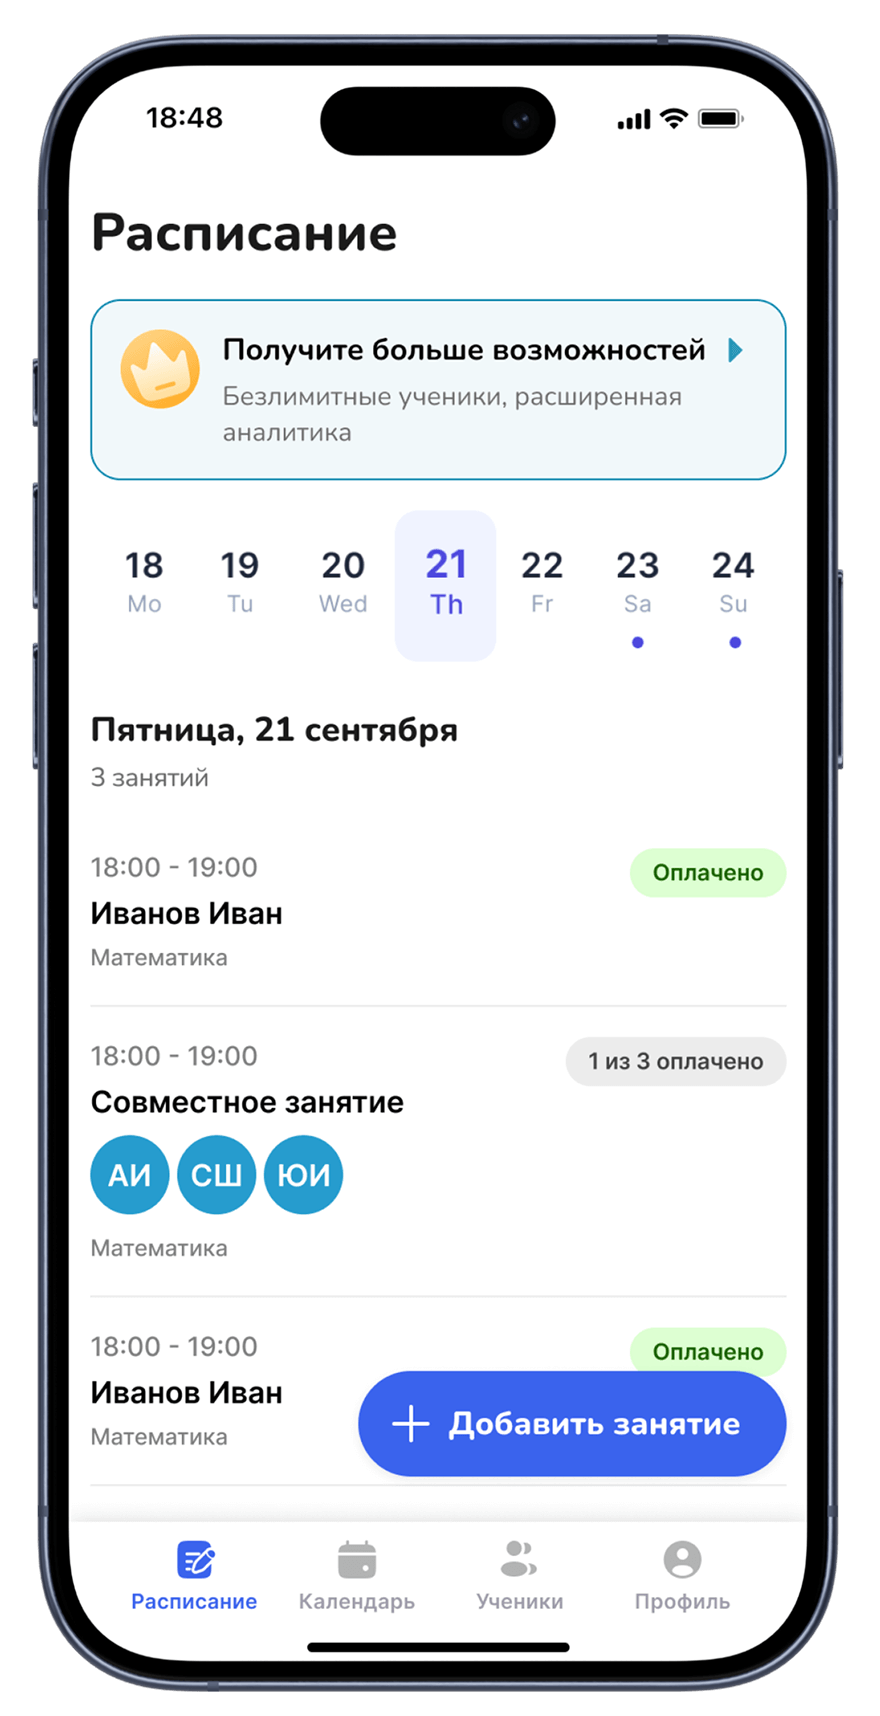 18:48
Расписание
Получите больше возможностей
Безлимитные ученики, расширенная
аналитика
18 19 20 21 22 23 24
Mo Tu Wed Th Fr Sa Su
Пятница, 21 сентября
3 занятий
18:00 - 19:00 Оплачено
Иванов Иван
Математика
18:00 - 19:00 1 из 3 оплачено
Совместное занятие
АИ СШ ЮИ
Математика
18:00 - 19:00 Оплачено
Иванов Иван
Математика
Добавить занятие
Расписание Календарь Ученики Профиль